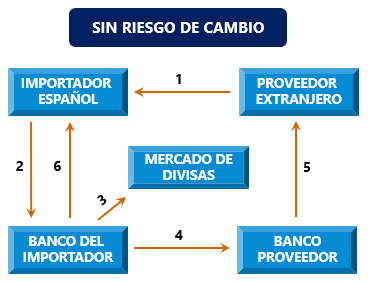 SIN RIESGO DE CAMBIO
IMPORTADOR
ESPAÑOL
1
PROVEEDOR
EXTRANJERO
2
6
3
MERCADO DE
DIVISAS
5
BANCO DEL
IMPORTADOR
4
BANCO
PROVEEDOR